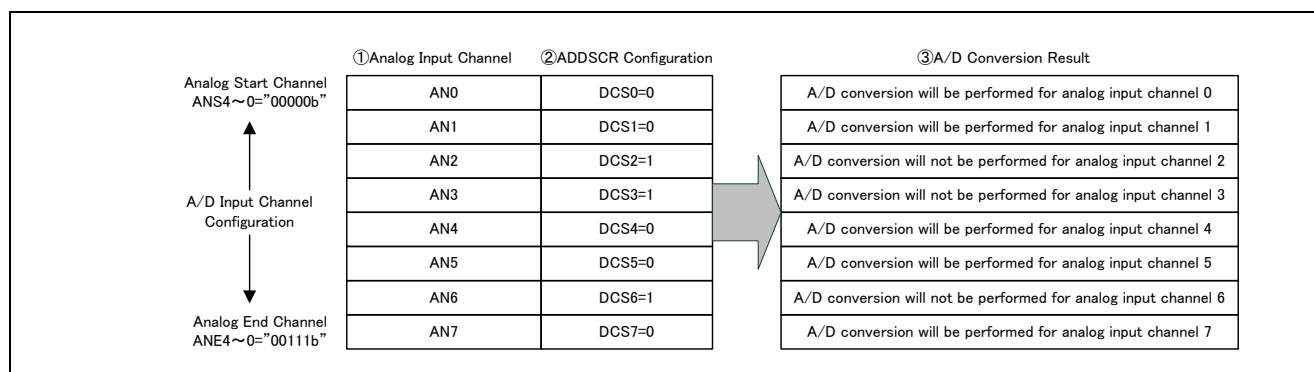 ①Analog Input Channel ②ADDSCR Configuration ③A/D Conversion Result
Analog Start Channel
ANS4～0="00000b"
A/D Input Channel
Configuration
Analog End Channel
ANE4～0="00111b"
AN0 DCS0=0 A/D conversion will be performed for analog input channel 0
AN1 DCS1=0 A/D conversion will be performed for analog input channel 1
AN2 DCS2=1 A/D conversion will not be performed for analog input channel 2
AN3 DCS3=1 A/D conversion will not be performed for analog input channel 3
AN4 DCS4=0 A/D conversion will be performed for analog input channel 4
AN5 DCS5=0 A/D conversion will be performed for analog input channel 5
AN6 DCS6=1 A/D conversion will not be performed for analog input channel 6
AN7 DCS7=0 A/D conversion will be performed for analog input channel 7